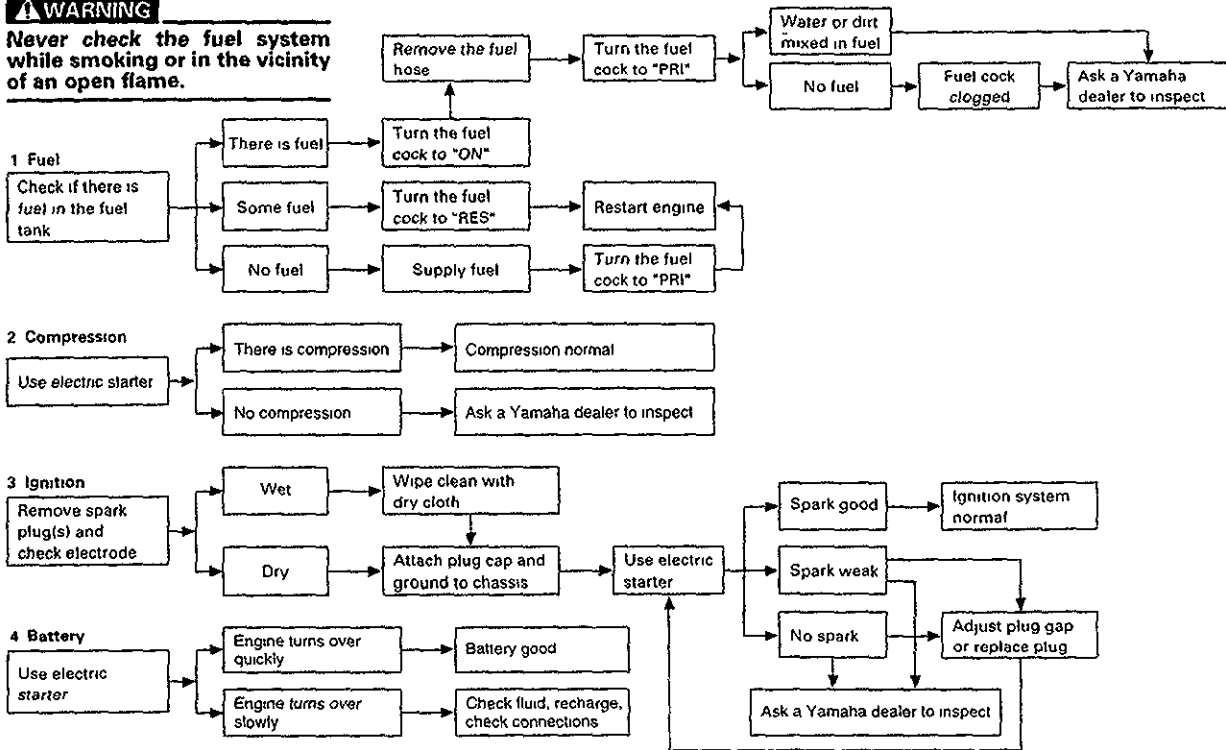 ⚠ WARNING
Never check the fuel system
while smoking or in the vicinity
of an open flame.
Remove the fuel
hose
Turn the fuel
cock to "PRI"
Water or dirt
mixed in fuel
No fuel
Fuel cock
clogged
Ask a Yamaha
dealer to inspect
1 Fuel
Check if there is
fuel in the fuel
tank
There is fuel
Turn the fuel
cock to "ON"
Some fuel
Turn the fuel
cock to "RES"
Restart engine
No fuel
Supply fuel
Turn the fuel
cock to "PRI"
2 Compression
Use electric starter
There is compression
Compression normal
No compression
Ask a Yamaha dealer to inspect
3 Ignition
Remove spark
plug(s) and
check electrode
Wet
Wipe clean with
dry cloth
Dry
Attach plug cap and
ground to chassis
Use electric
starter
Spark good
Ignition system
normal
Spark weak
No spark
Adjust plug gap
or replace plug
Ask a Yamaha dealer to inspect
4 Battery
Use electric
starter
Engine turns over
quickly
Battery good
Engine turns over
slowly
Check fluid, recharge,
check connections